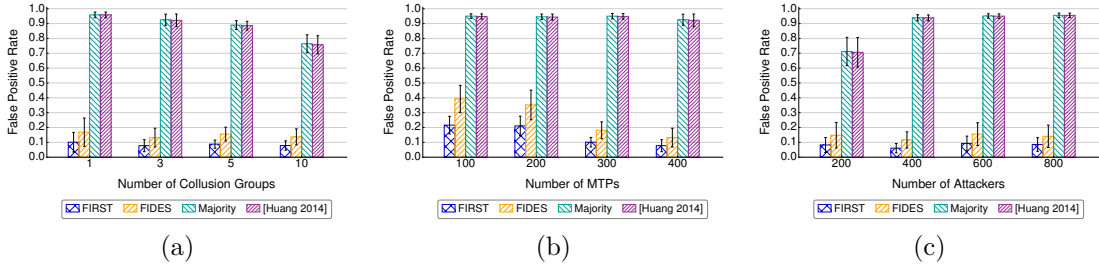 False Positive Rate
1.0
0.9
0.8
0.7
0.6
0.5
0.4
0.3
0.2
0.1
0.0
1 3 5 10
Number of Collusion Groups
FIRST FIDES Majority [Huang 2014]
(a)
False Positive Rate
1.0
0.9
0.8
0.7
0.6
0.5
0.4
0.3
0.2
0.1
0.0
100 200 300 400
Number of MTPs
FIRST FIDES Majority [Huang 2014]
(b)
False Positive Rate
1.0
0.9
0.8
0.7
0.6
0.5
0.4
0.3
0.2
0.1
0.0
200 400 600 800
Number of Attackers
FIRST FIDES Majority [Huang 2014]
(c)